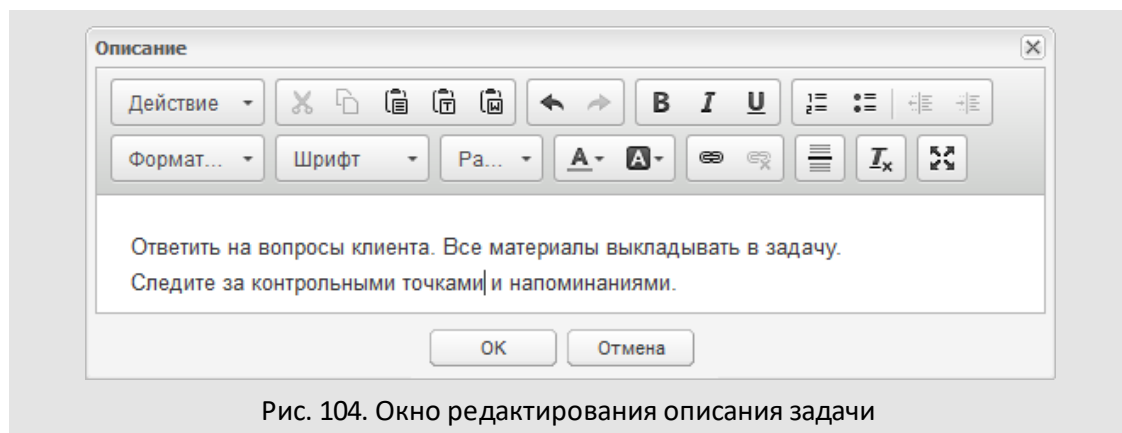 Описание
Действие
B I U
Формат... Шрифт Ра... A A
Ответить на вопросы клиента. Все материалы выкладывать в задачу.
Следите за контрольными точками и напоминаниями.
ОК Отмена
Рис. 104. Окно редактирования описания задачи